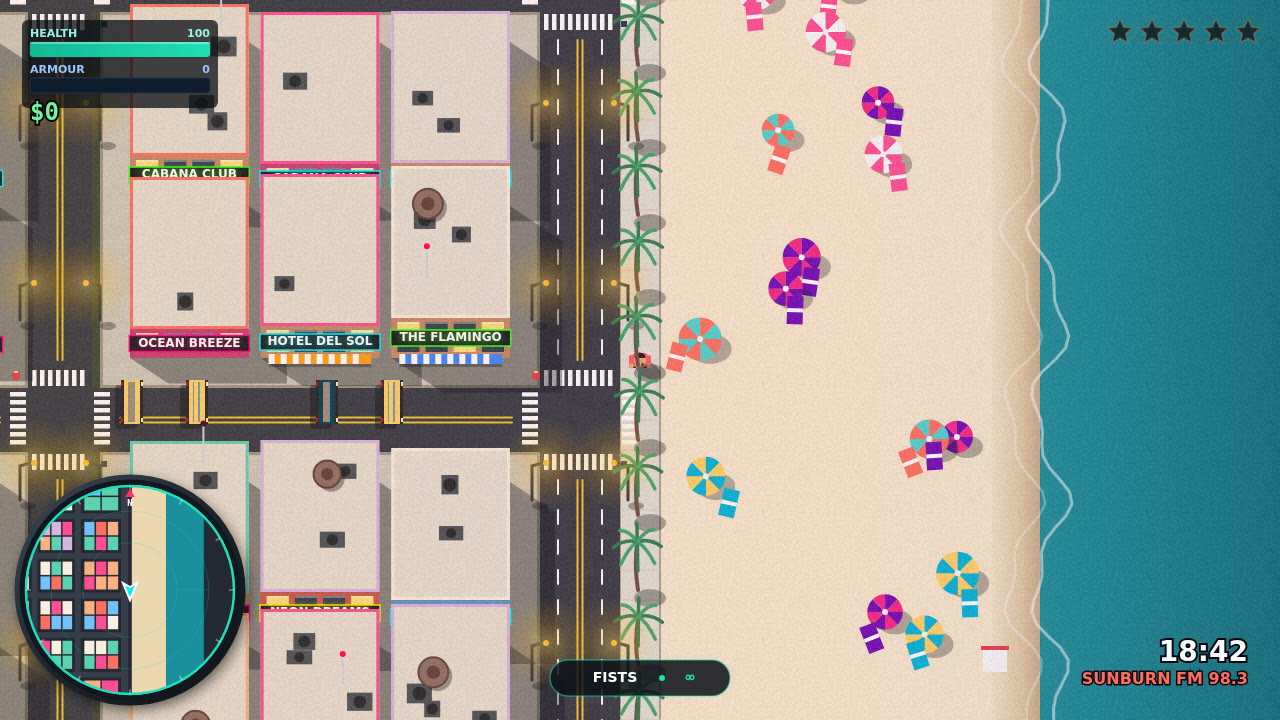 HEALTH 100
ARMOUR 0
$0
CABANA CLUB
OCEAN BREEZE
HOTEL DEL SOL
THE FLAMINGO
N
FISTS • ∞
18:42
SUNBURN FM 98.3